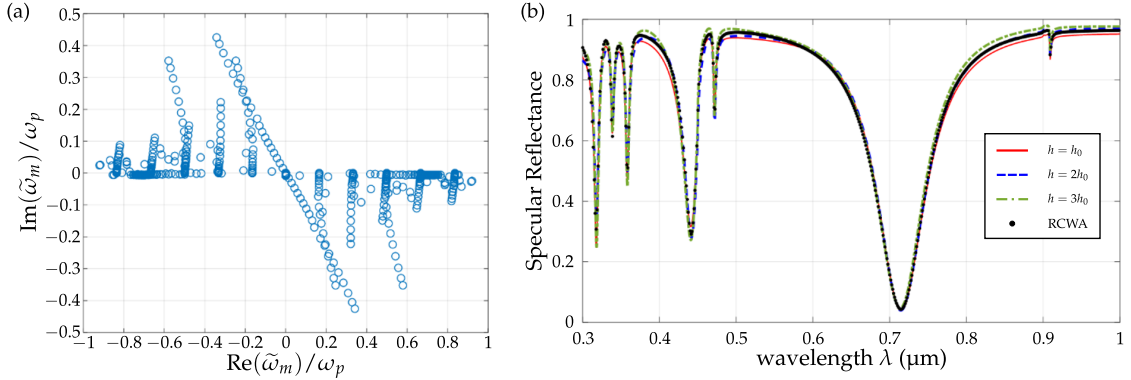 (a)
0.5
0.4
0.3
0.2
0.1
0
−0.1
−0.2
−0.3
−0.4
−0.5
Im(ω̃ₘ)/ωₚ
−1 −0.8 −0.6 −0.4 −0.2 0 0.2 0.4 0.6 0.8 1
Re(ω̃ₘ)/ωₚ
(b)
1
0.8
0.6
0.4
0.2
0
Specular Reflectance
h = h₀
h = 2h₀
h = 3h₀
RCWA
0.3 0.4 0.5 0.6 0.7 0.8 0.9 1
wavelength λ (μm)